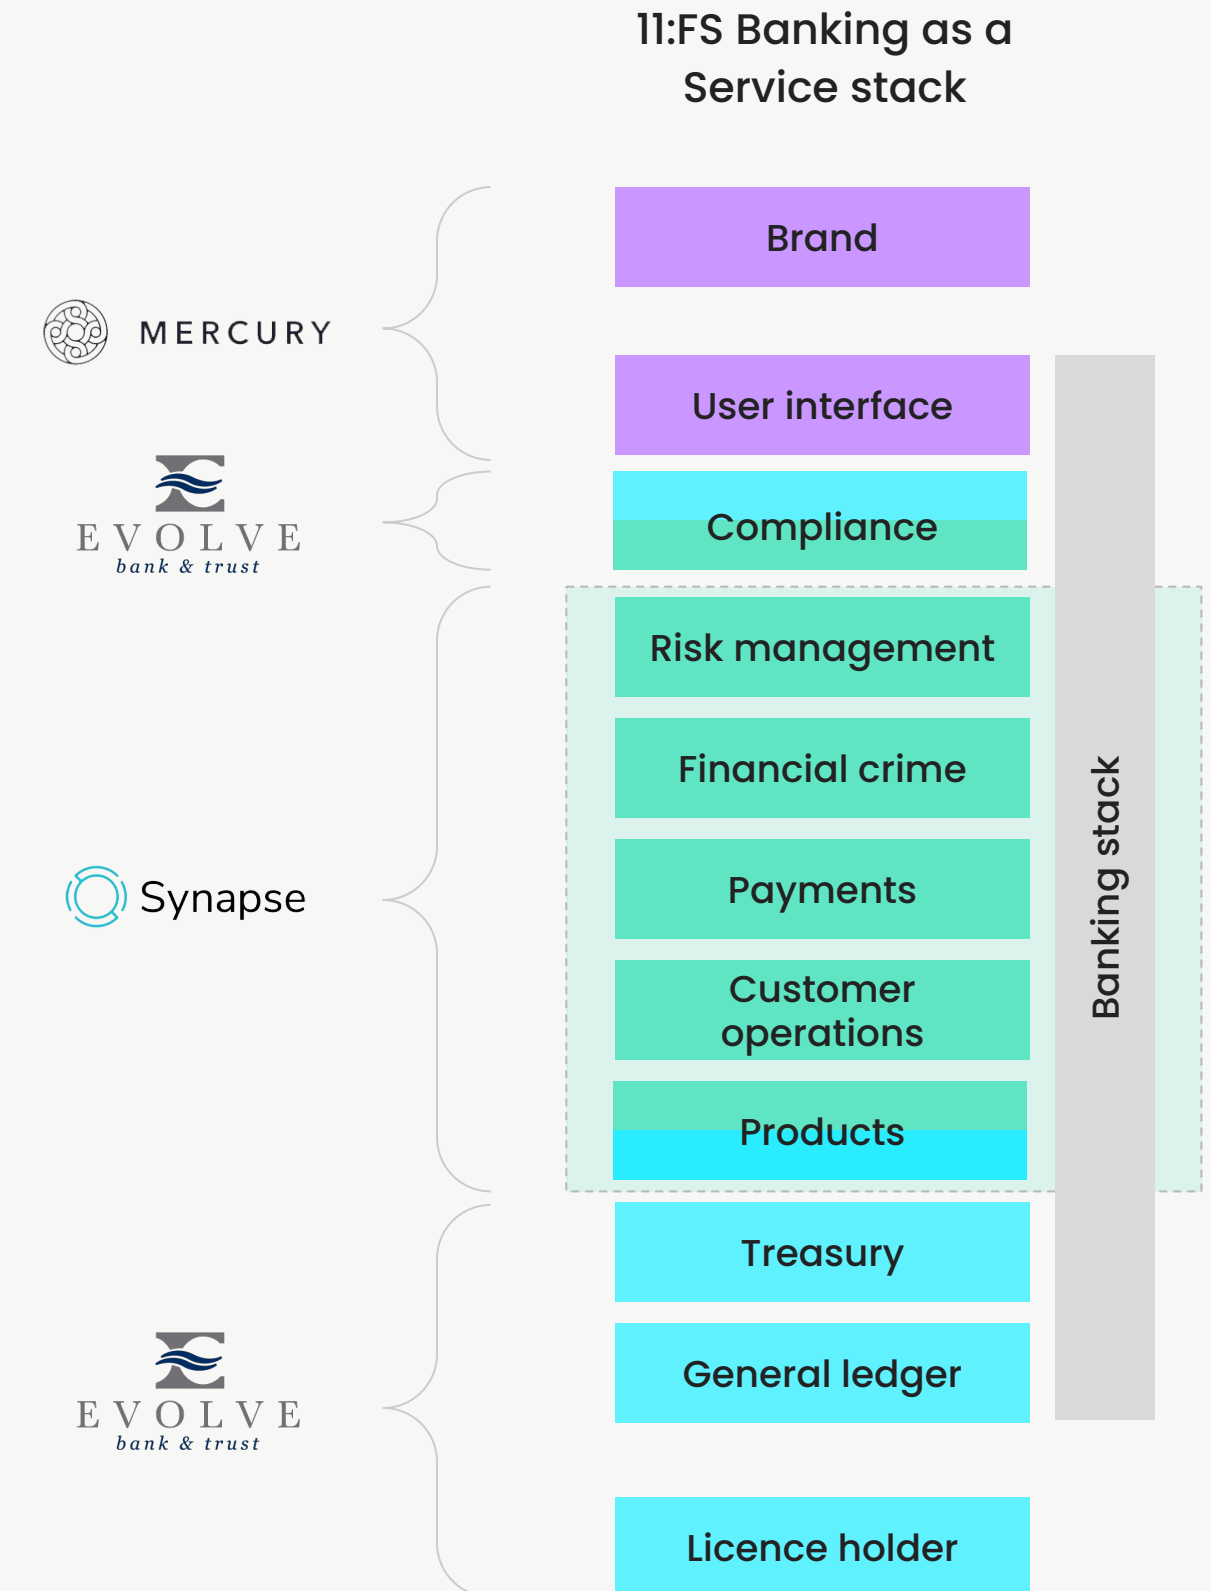 11:FS Banking as a
Service stack
Brand
MERCURY
User interface
EVOLVE
bank & trust
Compliance
Risk management
Financial crime
Payments
Synapse
Customer
operations
Products
Banking stack
Treasury
General ledger
EVOLVE
bank & trust
Licence holder